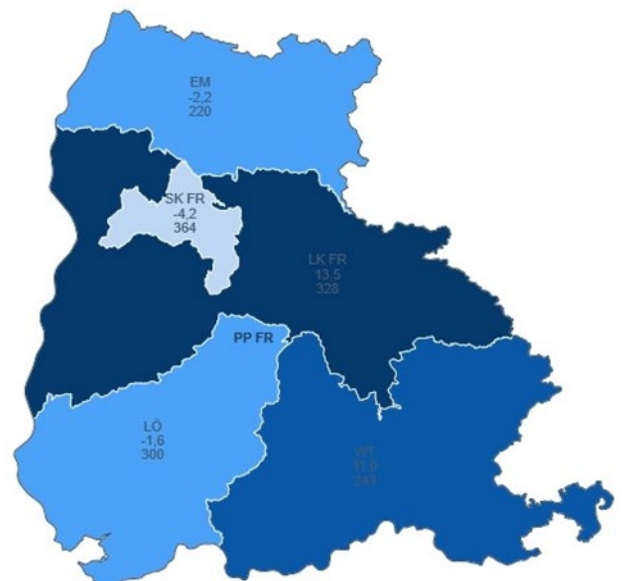 EM
-2,2
220
SK FR
-4,2
364
LK FR
13,5
328
PP FR
LÖ
-1,6
300
WT
11,0
243